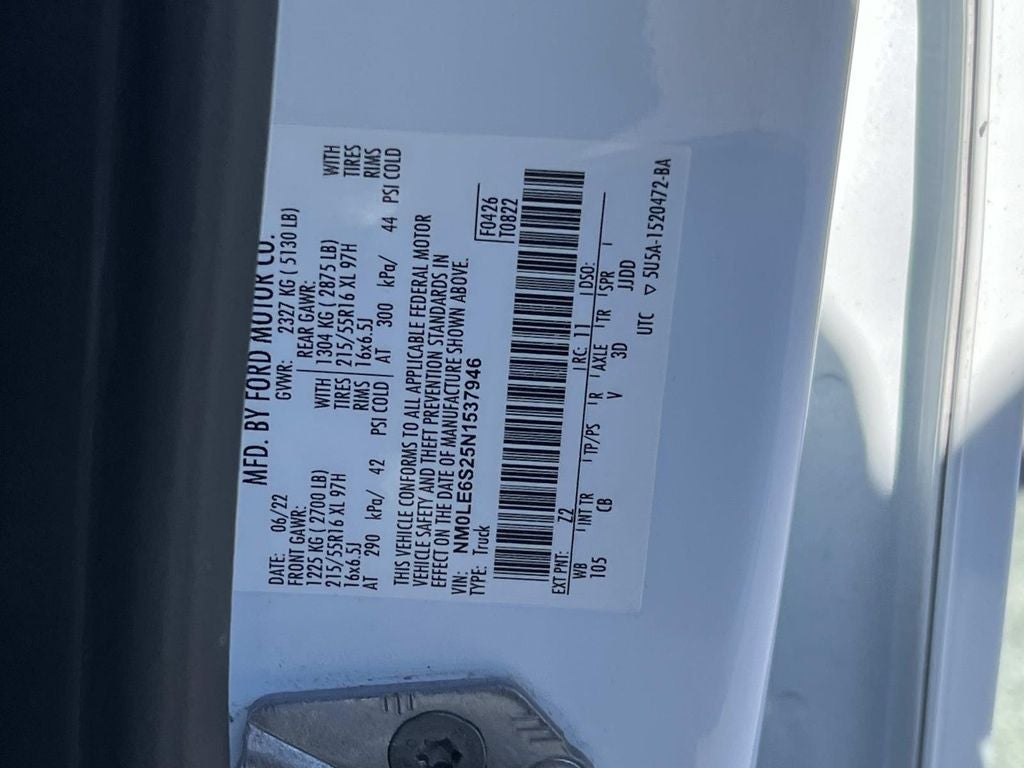 MFD. BY FORD MOTOR CO.
DATE: 06/22 GVWR: 2327 KG ( 5130 LB)
FRONT GAWR: REAR GAWR:
1225 KG ( 2700 LB) WITH 1304 KG ( 2875 LB) WITH
215/55R16 XL 97H TIRES 215/55R16 XL 97H TIRES
16x6.5J RIMS 16x6.5J RIMS
AT 290 kPa/ 42 PSI COLD AT 300 kPa/ 44 PSI COLD
THIS VEHICLE CONFORMS TO ALL APPLICABLE FEDERAL MOTOR
VEHICLE SAFETY AND THEFT PREVENTION STANDARDS IN
EFFECT ON THE DATE OF MANUFACTURE SHOWN ABOVE.
VIN: NM0LE6S25N1537946 F0426
TYPE: Truck T0822
EXT PNT: Z2 RC: 11 DSO:
WB INT TR TP/PS R AXLE TR SPR
105 CB V 3D JJDD
UTC ▽ 5U5A-1520472-BA